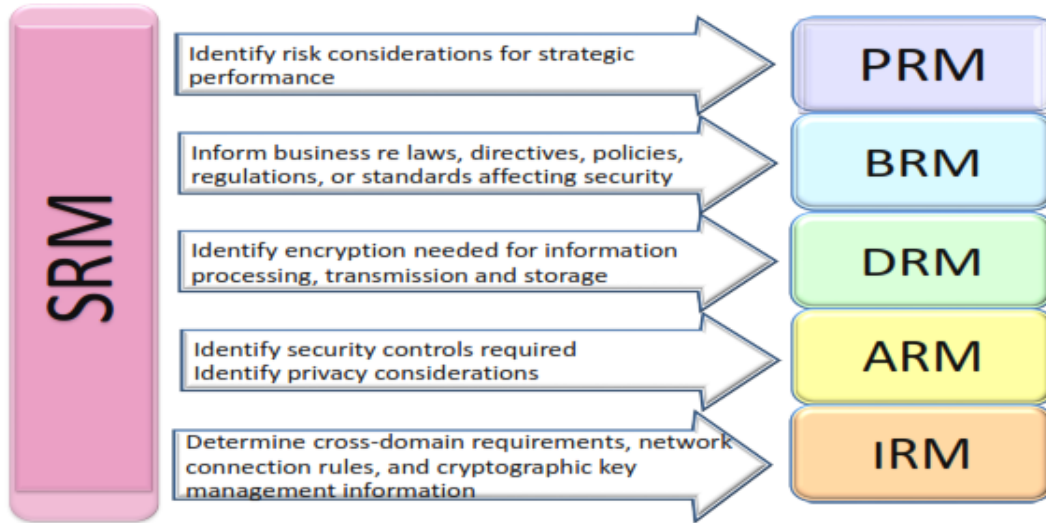 SRM
Identify risk considerations for strategic
performance
PRM
Inform business re laws, directives, policies,
regulations, or standards affecting security
BRM
Identify encryption needed for information
processing, transmission and storage
DRM
Identify security controls required
Identify privacy considerations
ARM
Determine cross-domain requirements, network
connection rules, and cryptographic key
management information
IRM